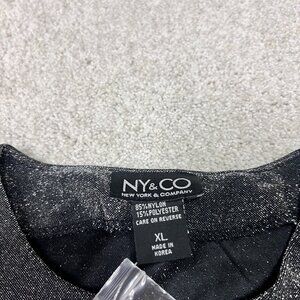 NY&CO
NEW YORK & COMPANY
85%NYLON
15%POLYESTER
CARE ON REVERSE
XL
MADE IN
KOREA